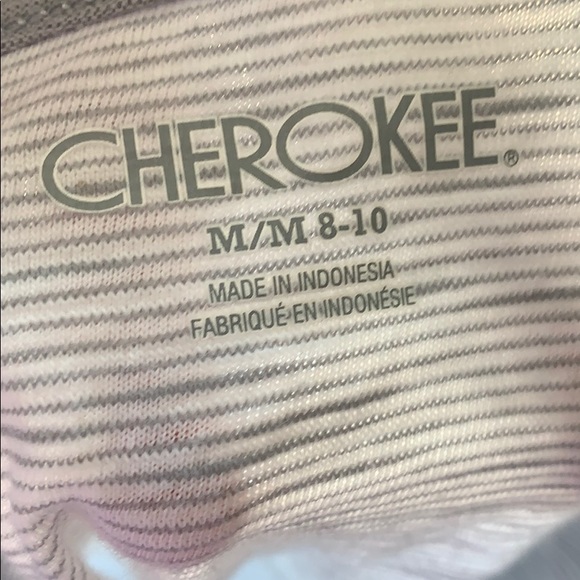 CHEROKEE®
M/M 8-10
MADE IN INDONESIA
FABRIQUÉ EN INDONÉSIE